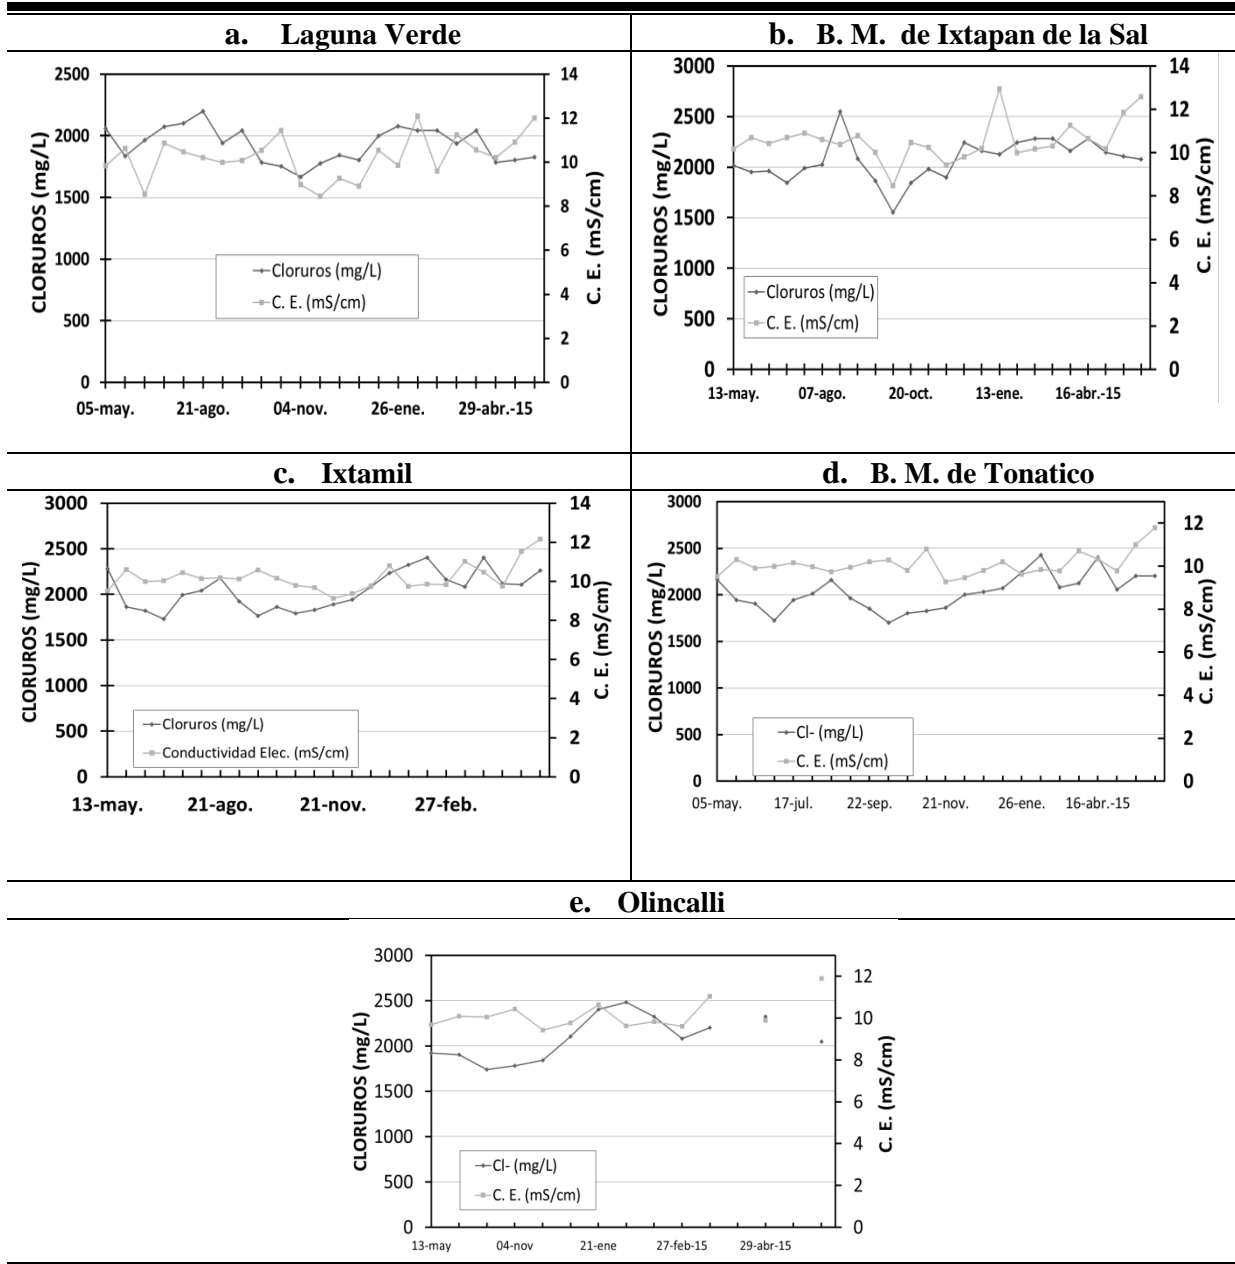 a. Laguna Verde
CLORUROS (mg/L)
2500
2000
1500
1000
500
0
14
12
10
8
6
4
2
0
C. E. (mS/cm)
Cloruros (mg/L)
C. E. (mS/cm)
05-may. 21-ago. 04-nov. 26-ene. 29-abr.-15
b. B. M. de Ixtapan de la Sal
CLORUROS (mg/L)
3000
2500
2000
1500
1000
500
0
14
12
10
8
6
4
2
0
C. E. (mS/cm)
Cloruros (mg/L)
C. E. (mS/cm)
13-may. 07-ago. 20-oct. 13-ene. 16-abr.-15
c. Ixtamil
CLORUROS (mg/L)
3000
2500
2000
1500
1000
500
0
14
12
10
8
6
4
2
0
C. E. (mS/cm)
Cloruros (mg/L)
Conductividad Elec. (mS/cm)
13-may. 21-ago. 21-nov. 27-feb.
d. B. M. de Tonatico
CLORUROS (mg/L)
3000
2500
2000
1500
1000
500
0
12
10
8
6
4
2
0
C. E. (mS/cm)
Cl- (mg/L)
C. E. (mS/cm)
05-may. 17-jul. 22-sep. 21-nov. 26-ene. 16-abr.-15
e. Olincalli
CLORUROS (mg/L)
3000
2500
2000
1500
1000
500
0
12
10
8
6
4
2
0
C. E. (mS/cm)
Cl- (mg/L)
C. E. (mS/cm)
13-may 04-nov 21-ene 27-feb-15 29-abr-15